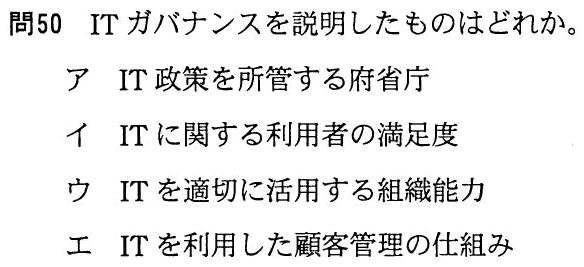 問50 ITガバナンスを説明したものはどれか。
ア IT政策を所管する府省庁
イ ITに関する利用者の満足度
ウ ITを適切に活用する組織能力
エ ITを利用した顧客管理の仕組み